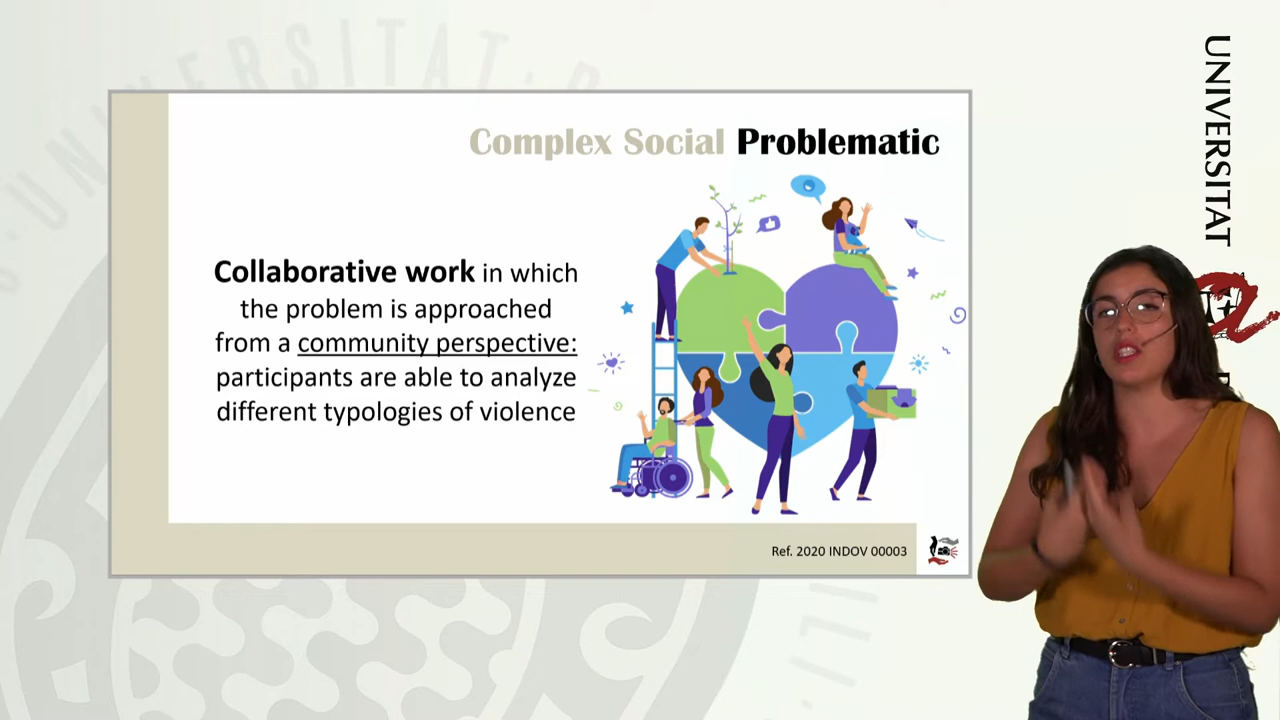 UNIVERSITAT
Complex Social Problematic
Collaborative work in which
the problem is approached
from a community perspective:
participants are able to analyze
different typologies of violence
Ref. 2020 INDOV 00003
UNIVERSITAT